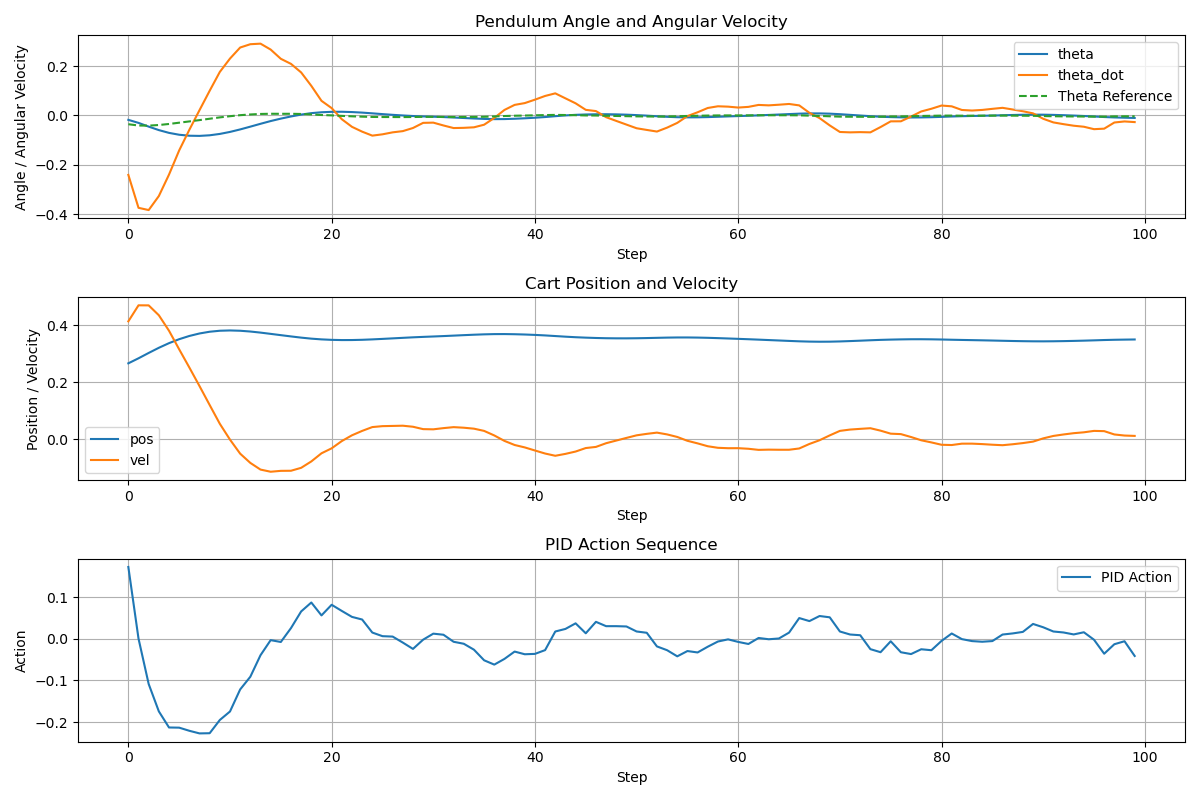 Pendulum Angle and Angular Velocity
Angle / Angular Velocity
0.2
0.0
−0.2
−0.4
theta
theta_dot
Theta Reference
0 20 40 60 80 100
Step
Cart Position and Velocity
Position / Velocity
0.4
0.2
0.0
pos
vel
0 20 40 60 80 100
Step
PID Action Sequence
Action
0.1
0.0
−0.1
−0.2
PID Action
0 20 40 60 80 100
Step